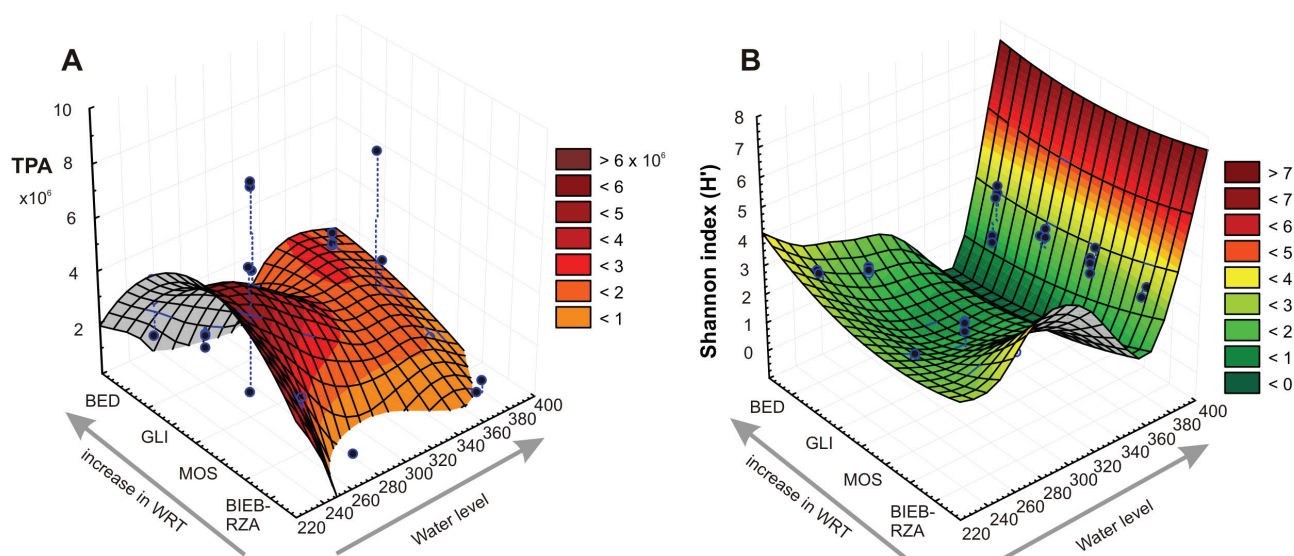 A
10
TPA
x10⁶
8
6
4
2
BED
GLI
MOS
BIEB-
RZA
increase in WRT
220
240
260
280
300
320
340
360
380
400
Water level
> 6 x 10⁶
< 6
< 5
< 4
< 3
< 2
< 1
B
Shannon index (H')
8
7
6
5
4
3
2
1
0
BED
GLI
MOS
BIEB-
RZA
increase in WRT
220
240
260
280
300
320
340
360
380
400
Water level
> 7
< 7
< 6
< 5
< 4
< 3
< 2
< 1
< 0